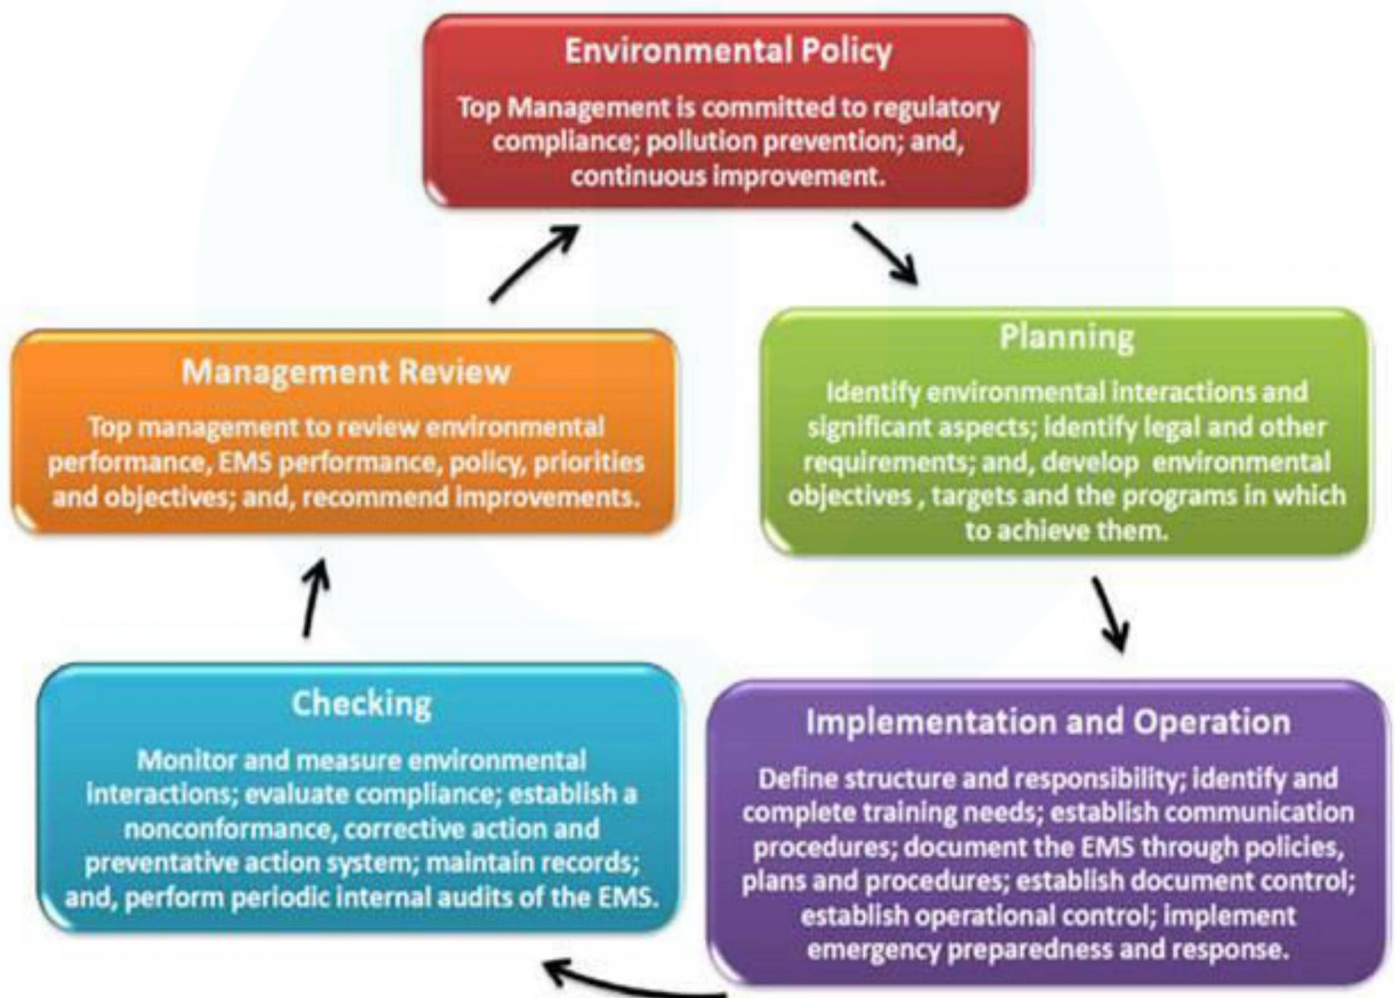 Environmental Policy
Top Management is committed to regulatory
compliance; pollution prevention; and,
continuous improvement.
Planning
Identify environmental interactions and
significant aspects; identify legal and other
requirements; and, develop environmental
objectives , targets and the programs in which
to achieve them.
Implementation and Operation
Define structure and responsibility; identify and
complete training needs; establish communication
procedures; document the EMS through policies,
plans and procedures; establish document control;
establish operational control; implement
emergency preparedness and response.
Checking
Monitor and measure environmental
interactions; evaluate compliance; establish a
nonconformance, corrective action and
preventative action system; maintain records;
and, perform periodic internal audits of the EMS.
Management Review
Top management to review environmental
performance, EMS performance, policy, priorities
and objectives; and, recommend improvements.